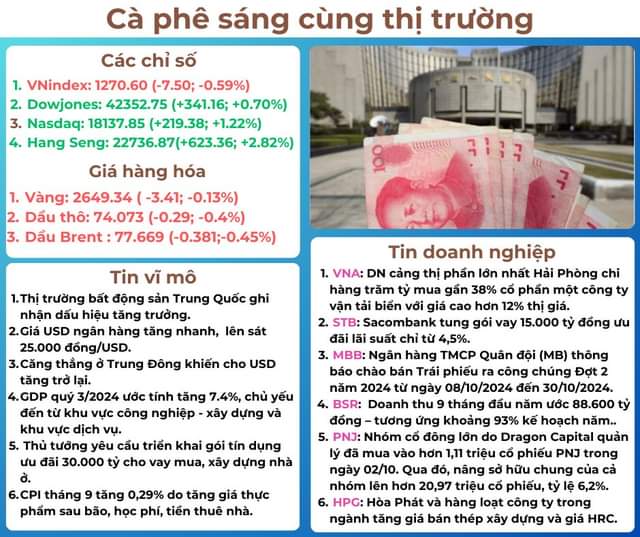 Cà phê sáng cùng thị trường
Các chỉ số
1. VNindex: 1270.60 (-7.50; -0.59%)
2. Dowjones: 42352.75 (+341.16; +0.70%)
3. Nasdaq: 18137.85 (+219.38; +1.22%)
4. Hang Seng: 22736.87(+623.36; +2.82%)
Giá hàng hóa
1. Vàng: 2649.34 ( -3.41; -0.13%)
2. Dầu thô: 74.073 (-0.29; -0.4%)
3. Dầu Brent : 77.669 (-0.381;-0.45%)
100
Tin vĩ mô
1.Thị trường bất động sản Trung Quốc ghi
nhận dấu hiệu tăng trưởng.
2.Giá USD ngân hàng tăng nhanh, lên sát
25.000 đồng/USD.
3.Căng thẳng ở Trung Đông khiến cho USD
tăng trở lại.
4.GDP quý 3/2024 ước tính tăng 7.4%, chủ yếu
đến từ khu vực công nghiệp - xây dựng và
khu vực dịch vụ.
5. Thủ tướng yêu cầu triển khai gói tín dụng
ưu đãi 30.000 tỷ cho vay mua, xây dựng nhà
ở.
6.CPI tháng 9 tăng 0,29% do tăng giá thực
phẩm sau bão, học phí, tiền thuê nhà.
Tin doanh nghiệp
1. VNA: DN cảng thị phần lớn nhất Hải Phòng chi
hàng trăm tỷ mua gần 38% cổ phần một công ty
vận tải biển với giá cao hơn 12% thị giá.
2. STB: Sacombank tung gói vay 15.000 tỷ đồng ưu
đãi lãi suất chỉ từ 4,5%.
3. MBB: Ngân hàng TMCP Quân đội (MB) thông
báo chào bán Trái phiếu ra công chúng Đợt 2
năm 2024 từ ngày 08/10/2024 đến 30/10/2024.
4. BSR: Doanh thu 9 tháng đầu năm ước 88.600 tỷ
đồng – tương ứng khoảng 93% kế hoạch năm..
5. PNJ: Nhóm cổ đông lớn do Dragon Capital quản
lý đã mua vào hơn 1,11 triệu cổ phiếu PNJ trong
ngày 02/10. Qua đó, nâng sở hữu chung của cả
nhóm lên hơn 20,97 triệu cổ phiếu, tỷ lệ 6,2%.
6. HPG: Hòa Phát và hàng loạt công ty trong
ngành tăng giá bán thép xây dựng và giá HRC.